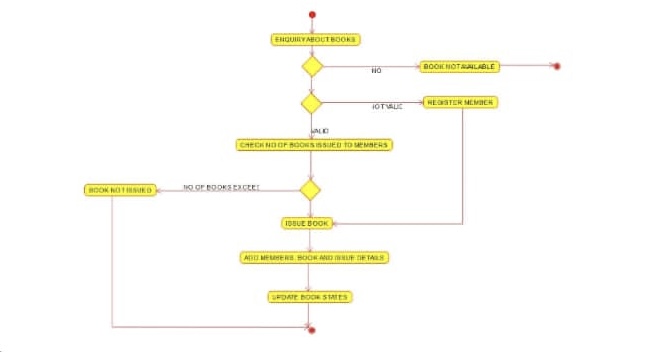 ENQUIRY ABOUT BOOKS
BOOK NOT AVAILABLE
NO
REGISTER MEMBER
NOT VALID
VALID
CHECK NO OF BOOKS ISSUED TO MEMBERS
BOOK NOT ISSUED
NO OF BOOKS EXCEET
ISSUE BOOK
ADD MEMBERS, BOOK AND ISSUE DETAILS
UPDATE BOOK STATES